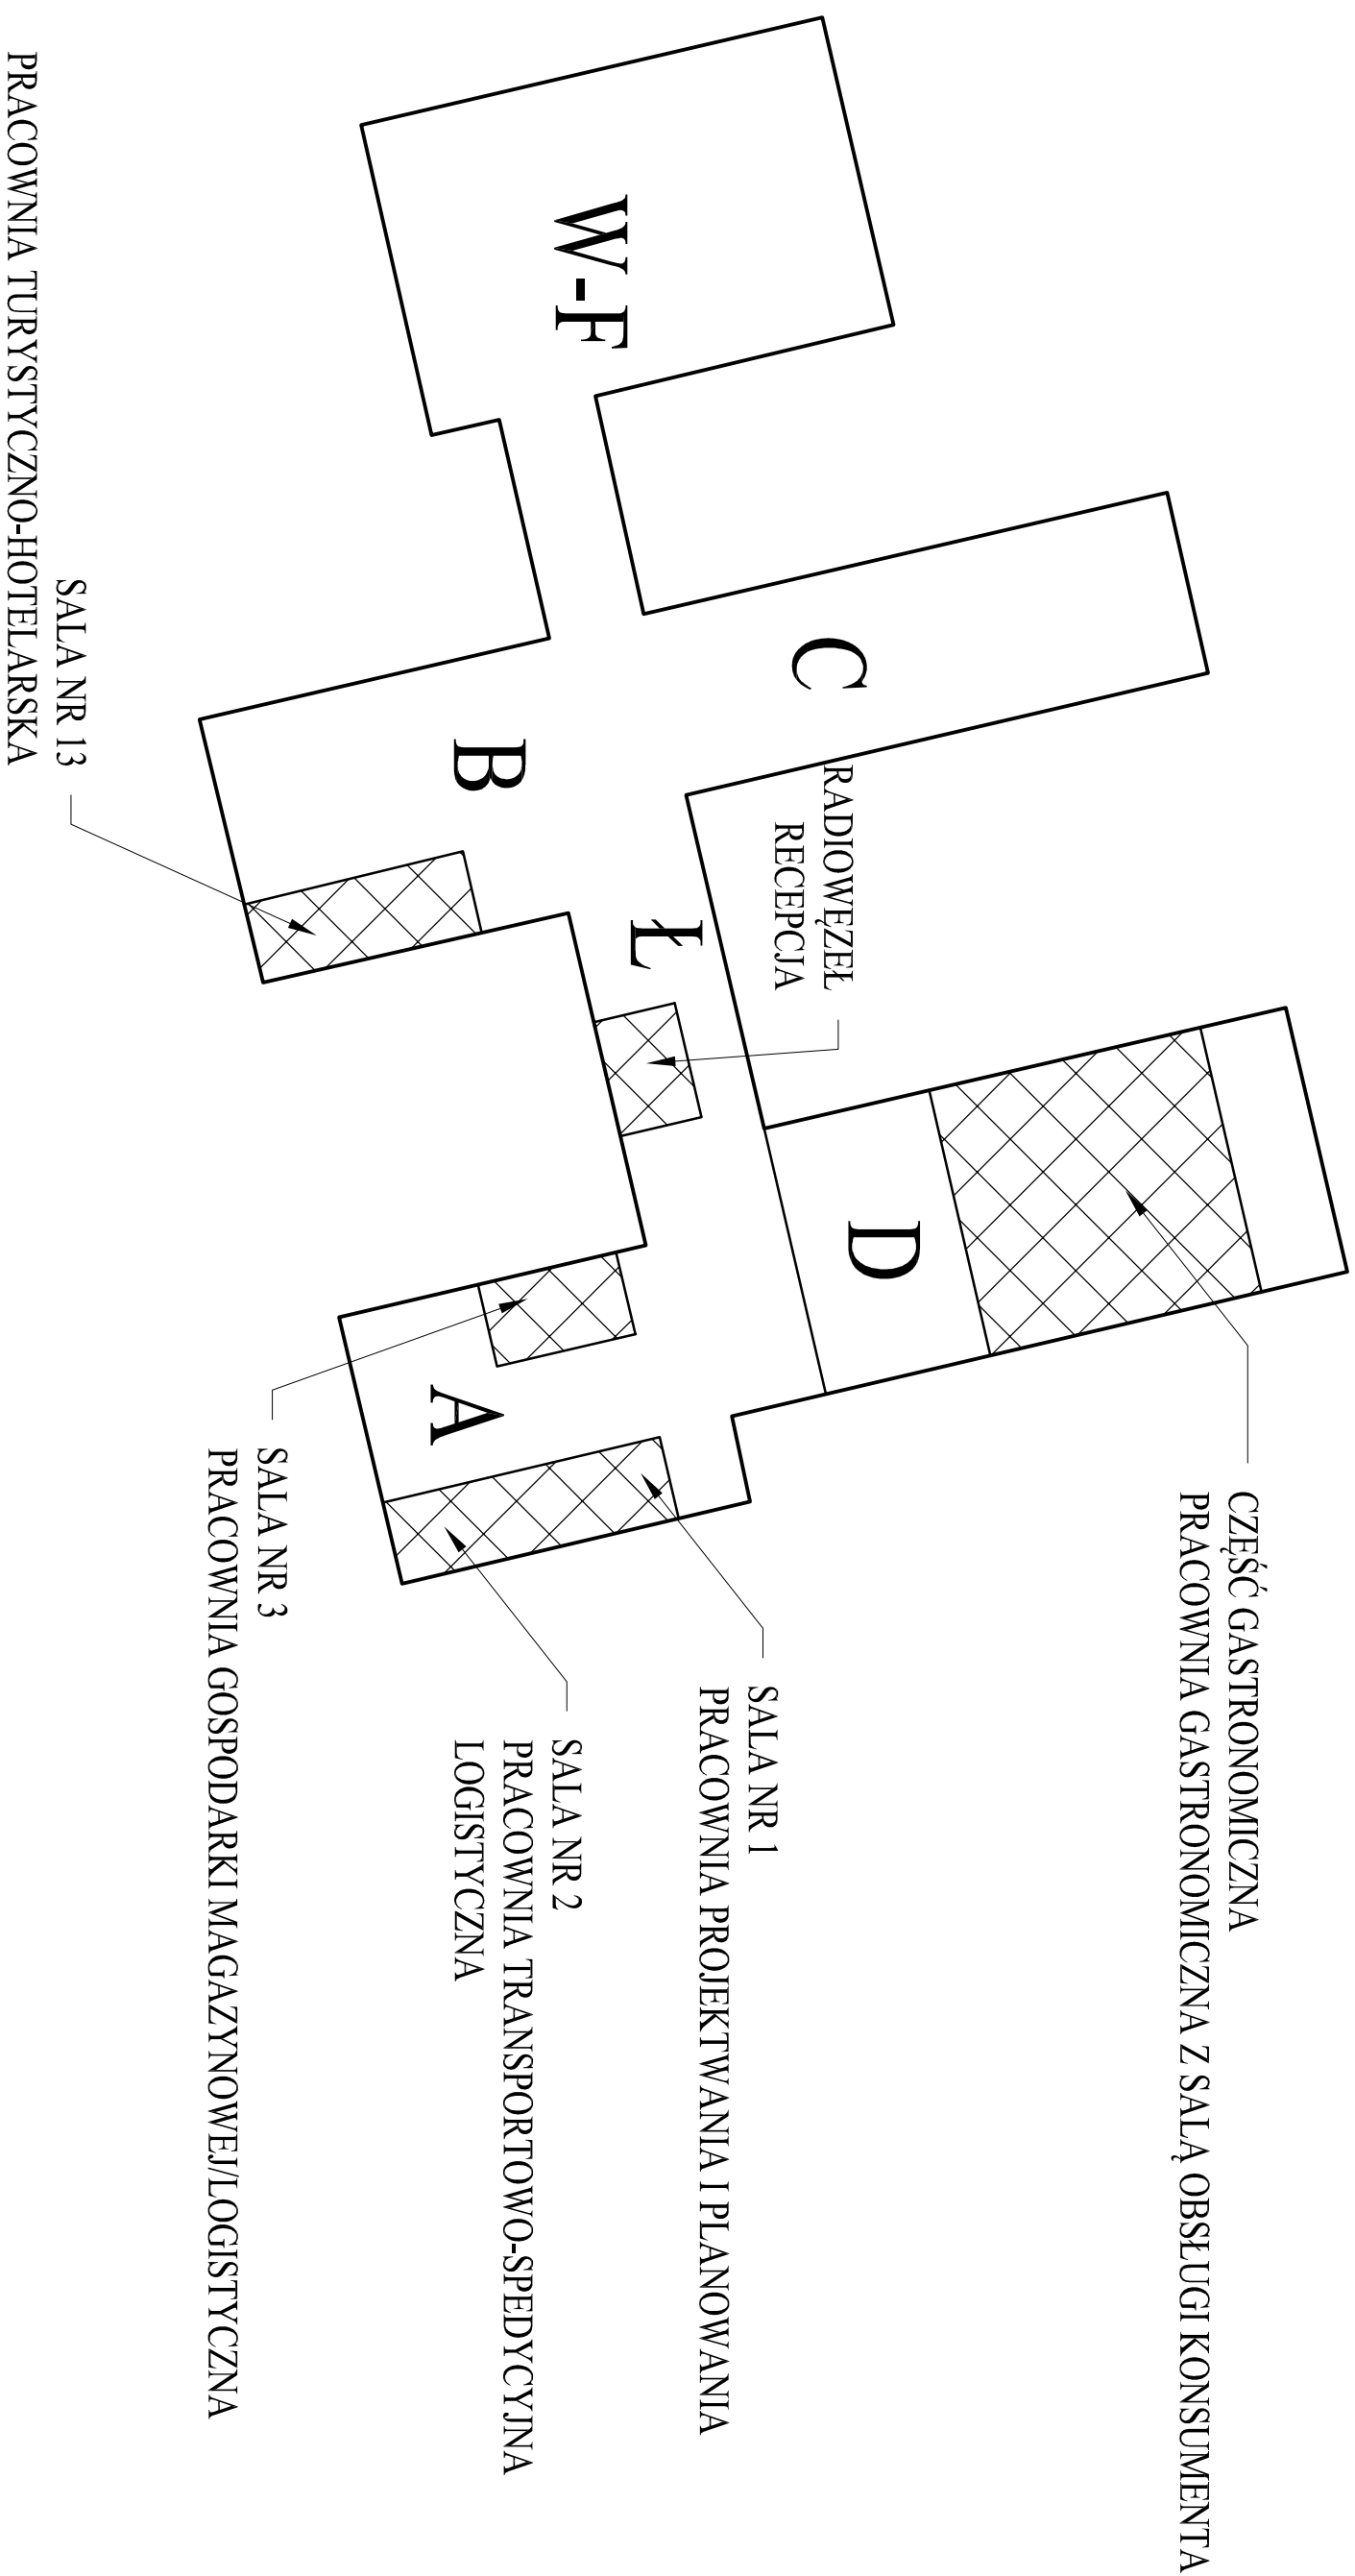 CZĘŚĆ GASTRONOMICZNA
PRACOWNIA GASTRONOMICZNA Z SALĄ OBSŁUGI KONSUMENTA
W-F
C
RADIOWĘZEŁ
RECEPCJA
D
SALA NR 1
PRACOWNIA PROJEKTWANIA I PLANOWANIA
Ł
B
SALA NR 2
PRACOWNIA TRANSPORTOWO-SPEDYCYJNA
LOGISTYCZNA
A
SALA NR 3
PRACOWNIA GOSPODARKI MAGAZYNOWEJ/LOGISTYCZNA
SALA NR 13
PRACOWNIA TURYSTYCZNO-HOTELARSKA